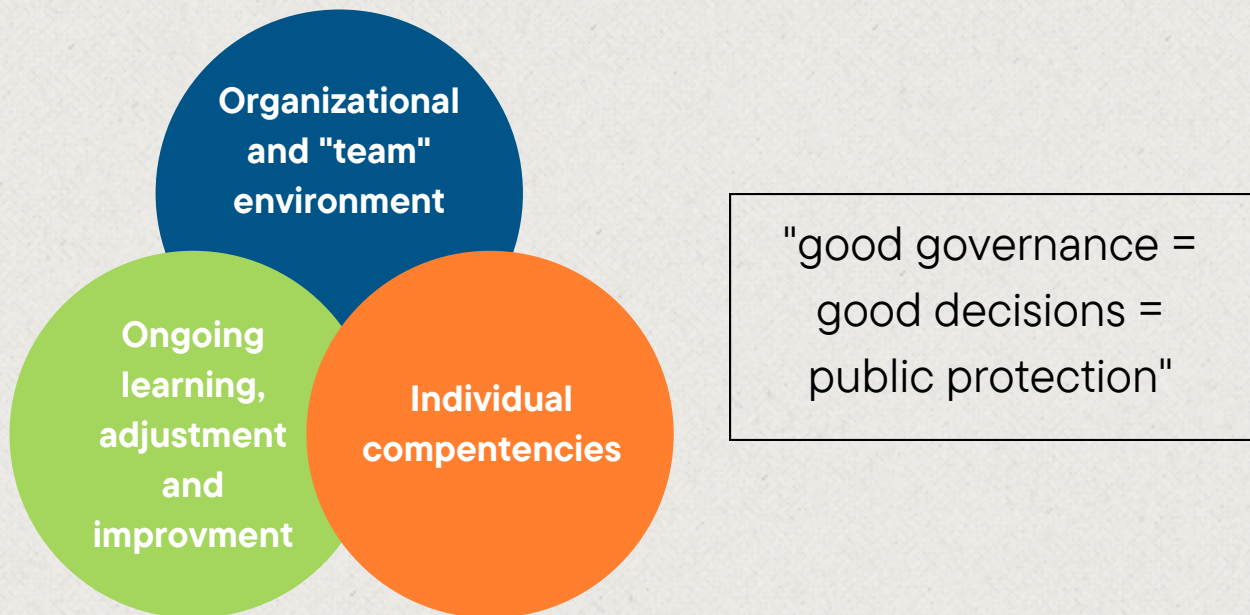 Organizational
and "team"
environment
Ongoing
learning,
adjustment
and
improvment
Individual
compentencies
"good governance =
good decisions =
public protection"